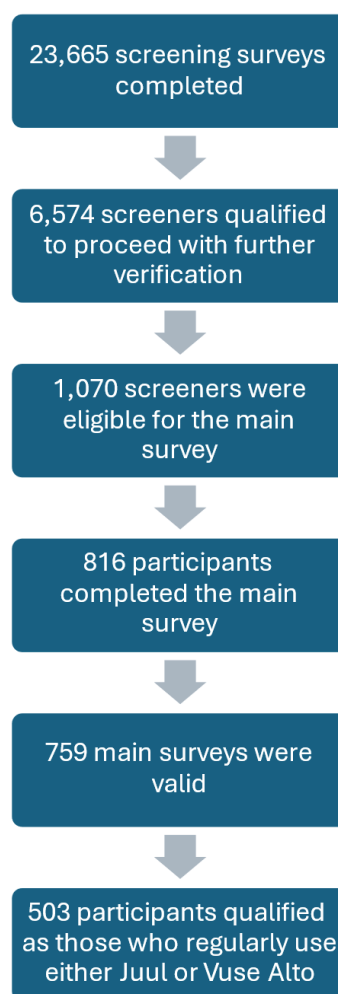 23,665 screening surveys
completed
6,574 screeners qualified
to proceed with further
verification
1,070 screeners were
eligible for the main
survey
816 participants
completed the main
survey
759 main surveys were
valid
503 participants qualified
as those who regularly use
either Juul or Vuse Alto